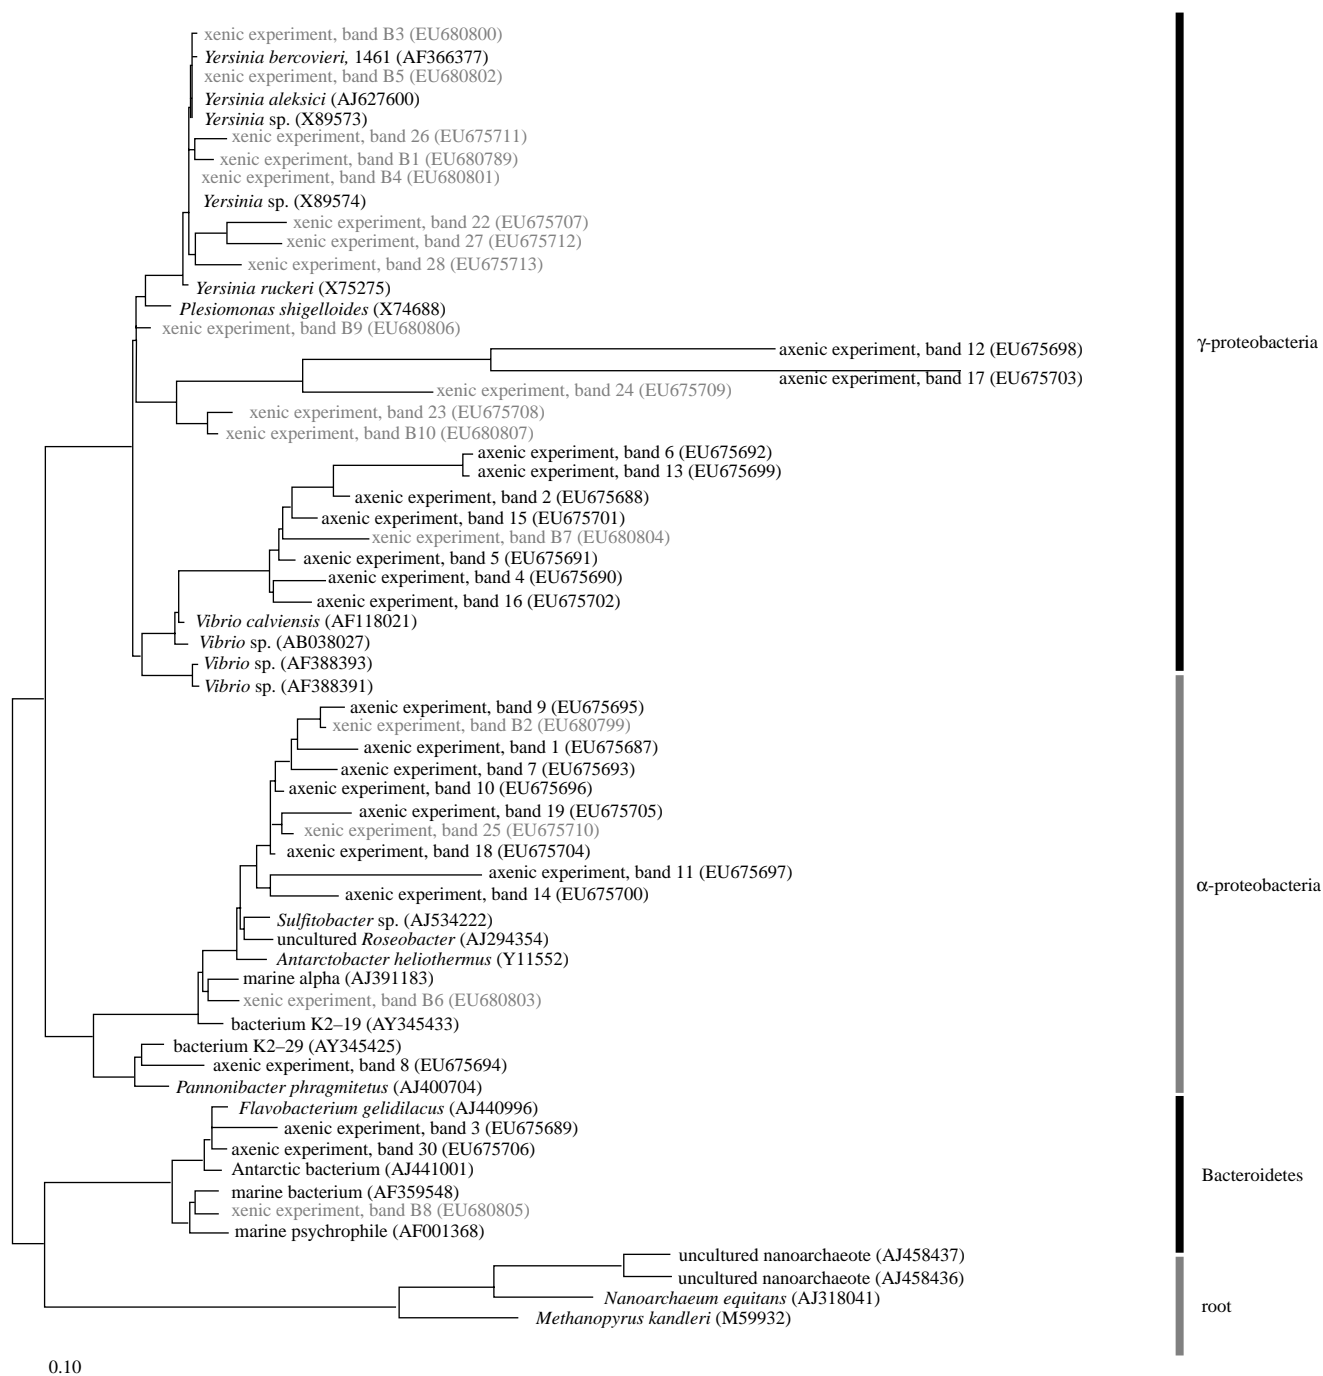 xenic experiment, band B3 (EU680800)
Yersinia bercovieri, 1461 (AF366377)
xenic experiment, band B5 (EU680802)
Yersinia aleksici (AJ627600)
Yersinia sp. (X89573)
xenic experiment, band 26 (EU675711)
xenic experiment, band B1 (EU680789)
xenic experiment, band B4 (EU680801)
Yersinia sp. (X89574)
xenic experiment, band 22 (EU675707)
xenic experiment, band 27 (EU675712)
xenic experiment, band 28 (EU675713)
Yersinia ruckeri (X75275)
Plesiomonas shigelloides (X74688)
xenic experiment, band B9 (EU680806)
γ-proteobacteria
axenic experiment, band 12 (EU675698)
axenic experiment, band 17 (EU675703)
xenic experiment, band 24 (EU675709)
xenic experiment, band 23 (EU675708)
xenic experiment, band B10 (EU680807)
axenic experiment, band 6 (EU675692)
axenic experiment, band 13 (EU675699)
axenic experiment, band 2 (EU675688)
axenic experiment, band 15 (EU675701)
xenic experiment, band B7 (EU680804)
axenic experiment, band 5 (EU675691)
axenic experiment, band 4 (EU675690)
axenic experiment, band 16 (EU675702)
Vibrio calviensis (AF118021)
Vibrio sp. (AB038027)
Vibrio sp. (AF388393)
Vibrio sp. (AF388391)
axenic experiment, band 9 (EU675695)
xenic experiment, band B2 (EU680799)
axenic experiment, band 1 (EU675687)
axenic experiment, band 7 (EU675693)
axenic experiment, band 10 (EU675696)
axenic experiment, band 19 (EU675705)
xenic experiment, band 25 (EU675710)
axenic experiment, band 18 (EU675704)
axenic experiment, band 11 (EU675697)
α-proteobacteria
axenic experiment, band 14 (EU675700)
Sulfitobacter sp. (AJ534222)
uncultured Roseobacter (AJ294354)
Antarctobacter heliothermus (Y11552)
marine alpha (AJ391183)
xenic experiment, band B6 (EU680803)
bacterium K2–19 (AY345433)
bacterium K2–29 (AY345425)
axenic experiment, band 8 (EU675694)
Pannonibacter phragmitetus (AJ400704)
Flavobacterium gelidilacus (AJ440996)
axenic experiment, band 3 (EU675689)
axenic experiment, band 30 (EU675706)
Antarctic bacterium (AJ441001)
Bacteroidetes
marine bacterium (AF359548)
xenic experiment, band B8 (EU680805)
marine psychrophile (AF001368)
uncultured nanoarchaeote (AJ458437)
uncultured nanoarchaeote (AJ458436)
Nanoarchaeum equitans (AJ318041)
root
Methanopyrus kandleri (M59932)
0.10